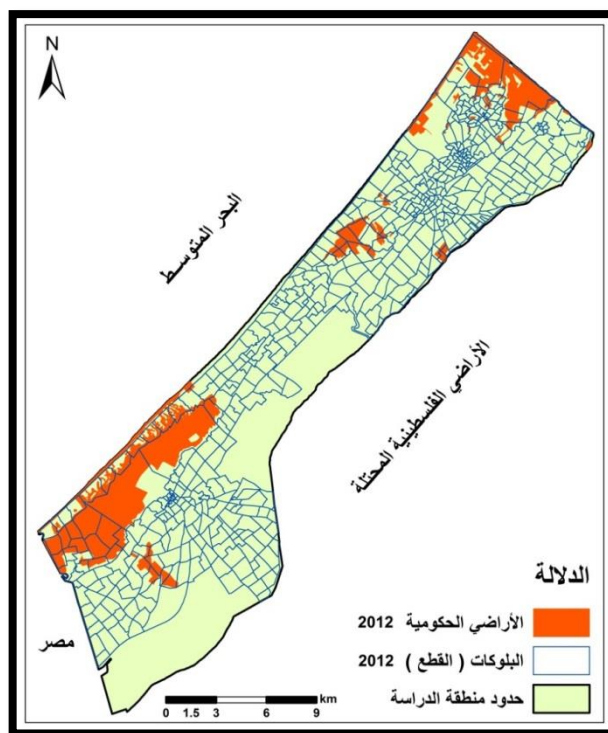 N
البحر المتوسط
الأراضي الفلسطينية المحتلة
مصر
الدلالة
الأراضي الحكومية 2012
البلوكات ( القطع ) 2012
حدود منطقة الدراسة
km
0 1.5 3 6 9